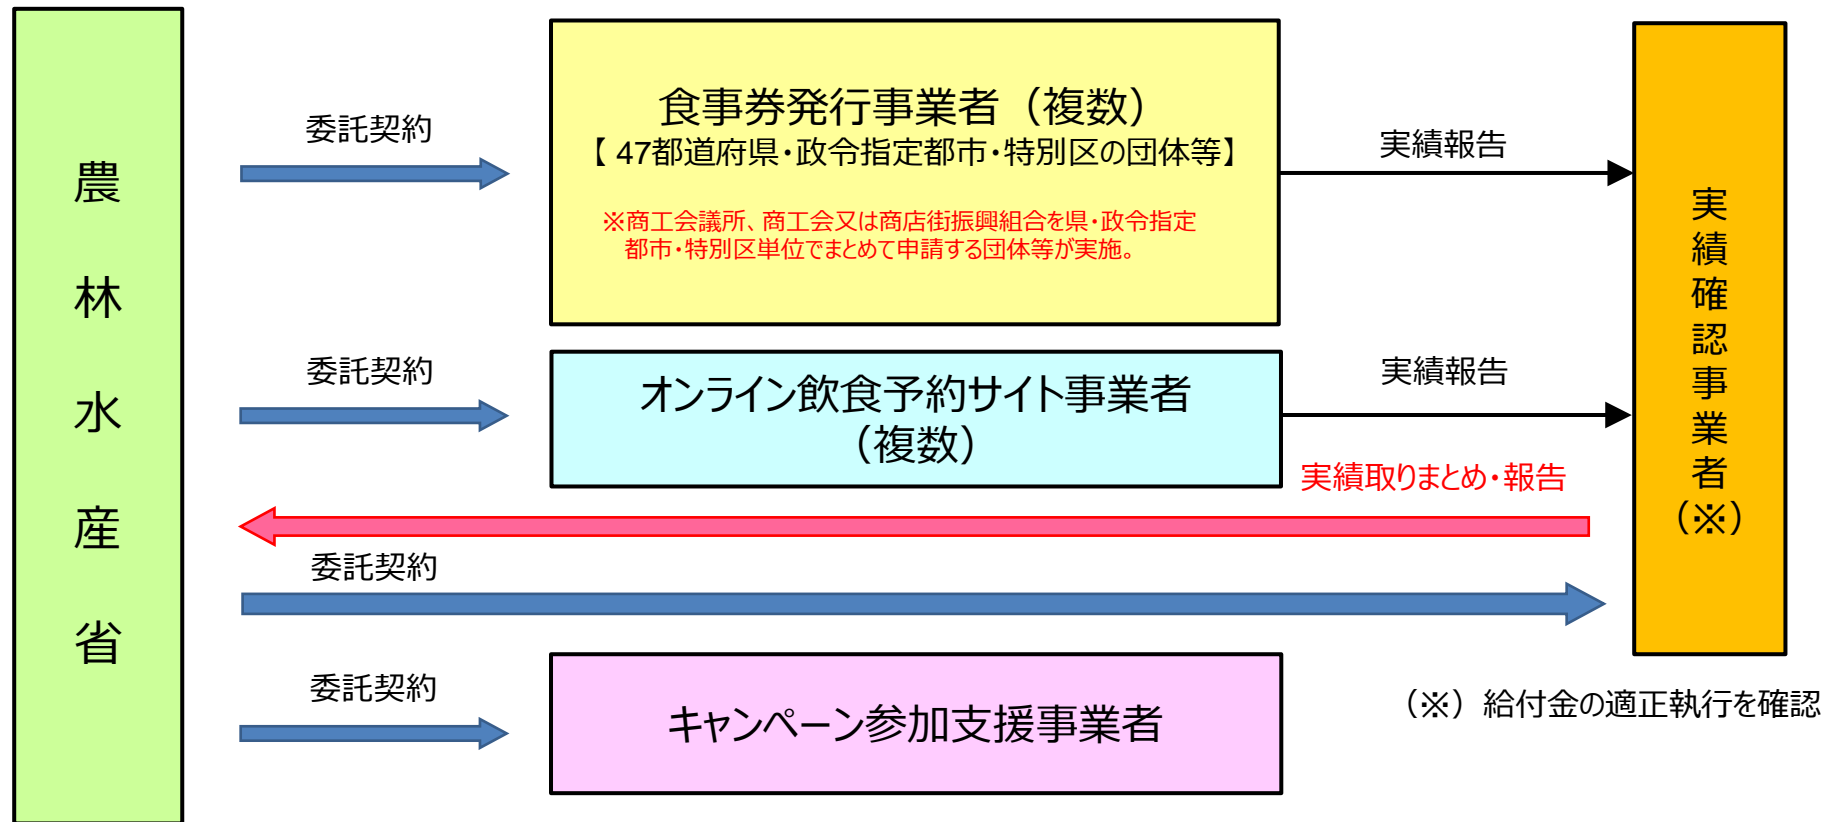 農林水産省
委託契約
食事券発行事業者（複数）
【 47都道府県・政令指定都市・特別区の団体等】
※商工会議所、商工会又は商店街振興組合を県・政令指定
都市・特別区単位でまとめて申請する団体等が実施。
実績報告
委託契約
オンライン飲食予約サイト事業者
（複数）
実績報告
実績取りまとめ・報告
委託契約
委託契約
キャンペーン参加支援事業者
実績確認事業者（※）
（※）給付金の適正執行を確認